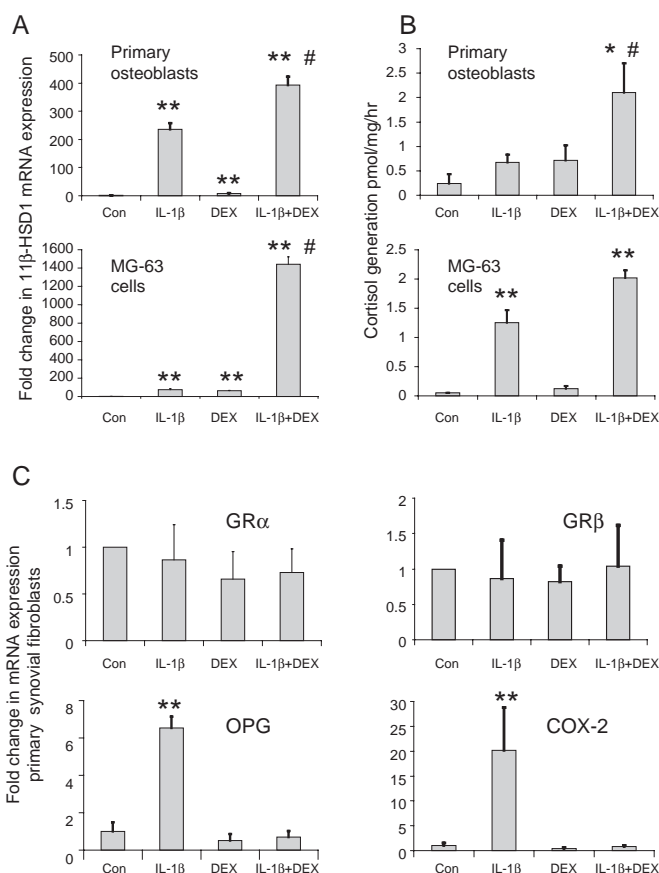 A
Fold change in 11β-HSD1 mRNA expression
Primary
osteoblasts
500
400
300
200
100
0
**
**
** #
Con IL-1β DEX IL-1β+DEX
MG-63
cells
1400
1200
1000
800
600
400
200
0
**
**
** #
Con IL-1β DEX IL-1β+DEX
B
Cortisol generation pmol/mg/hr
Primary
osteoblasts
3
2.5
2
1.5
1
0.5
0
* #
Con IL-1β DEX IL-1β+DEX
MG-63
cells
2.5
2
1.5
1
0.5
0
**
**
Con IL-1β DEX IL-1β+DEX
C
Fold change in mRNA expression
primary synovial fibroblasts
GRα
1.5
1
0.5
0
Con IL-1β DEX IL-1β+DEX
GRβ
2
1.5
1
0.5
0
Con IL-1β DEX IL-1β+DEX
OPG
8
6
4
2
0
**
Con IL-1β DEX IL-1β+DEX
COX-2
30
25
20
15
10
5
0
**
Con IL-1β DEX IL-1β+DEX